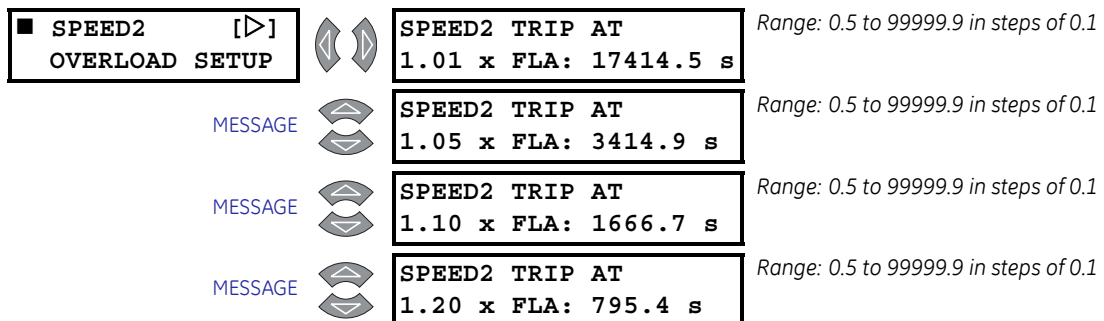 ■ SPEED2 [▷]
OVERLOAD SETUP
SPEED2 TRIP AT
1.01 x FLA: 17414.5 s
Range: 0.5 to 99999.9 in steps of 0.1
MESSAGE
SPEED2 TRIP AT
1.05 x FLA: 3414.9 s
Range: 0.5 to 99999.9 in steps of 0.1
MESSAGE
SPEED2 TRIP AT
1.10 x FLA: 1666.7 s
Range: 0.5 to 99999.9 in steps of 0.1
MESSAGE
SPEED2 TRIP AT
1.20 x FLA: 795.4 s
Range: 0.5 to 99999.9 in steps of 0.1